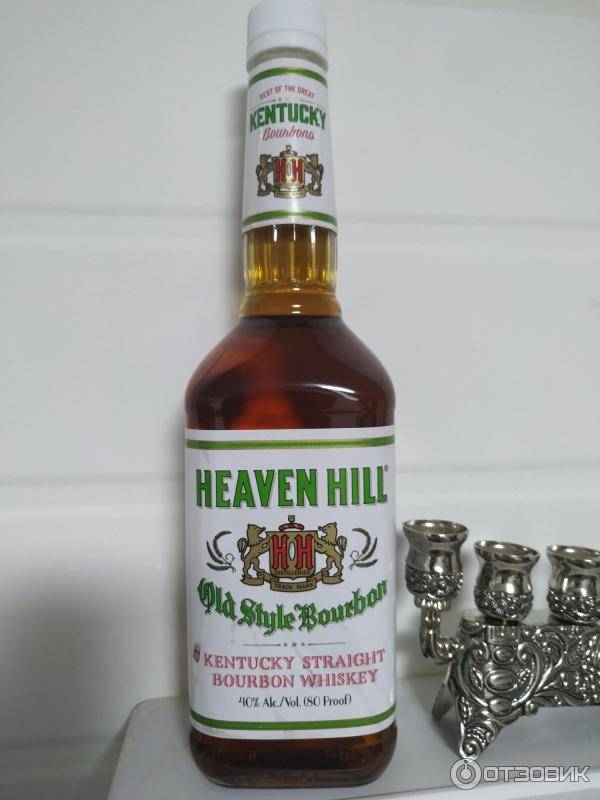 BEST OF THE GREAT
KENTUCKY
Bourbons
HH
HEAVEN HILL®
HH
DISTILLERIES
TRADE MARK
Old Style Bourbon
KENTUCKY STRAIGHT
BOURBON WHISKEY
40% Alc./Vol. (80 Proof)
ОТЗОВИК